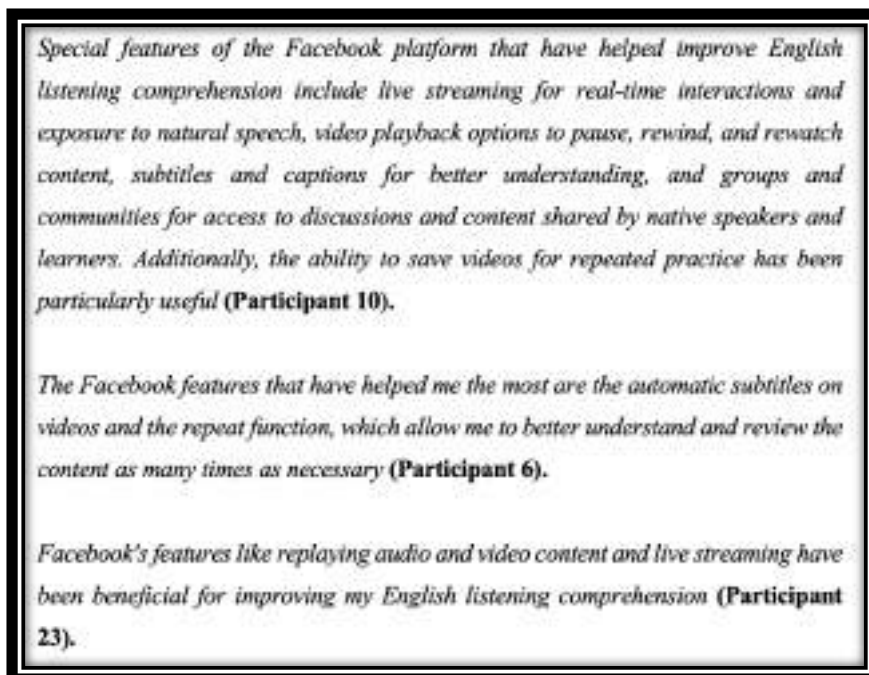 Special features of the Facebook platform that have helped improve English
listening comprehension include live streaming for real-time interactions and
exposure to natural speech, video playback options to pause, rewind, and rewatch
content, subtitles and captions for better understanding, and groups and
communities for access to discussions and content shared by native speakers and
learners. Additionally, the ability to save videos for repeated practice has been
particularly useful (Participant 10).
The Facebook features that have helped me the most are the automatic subtitles on
videos and the repeat function, which allow me to better understand and review the
content as many times as necessary (Participant 6).
Facebook's features like replaying audio and video content and live streaming have
been beneficial for improving my English listening comprehension (Participant
23).